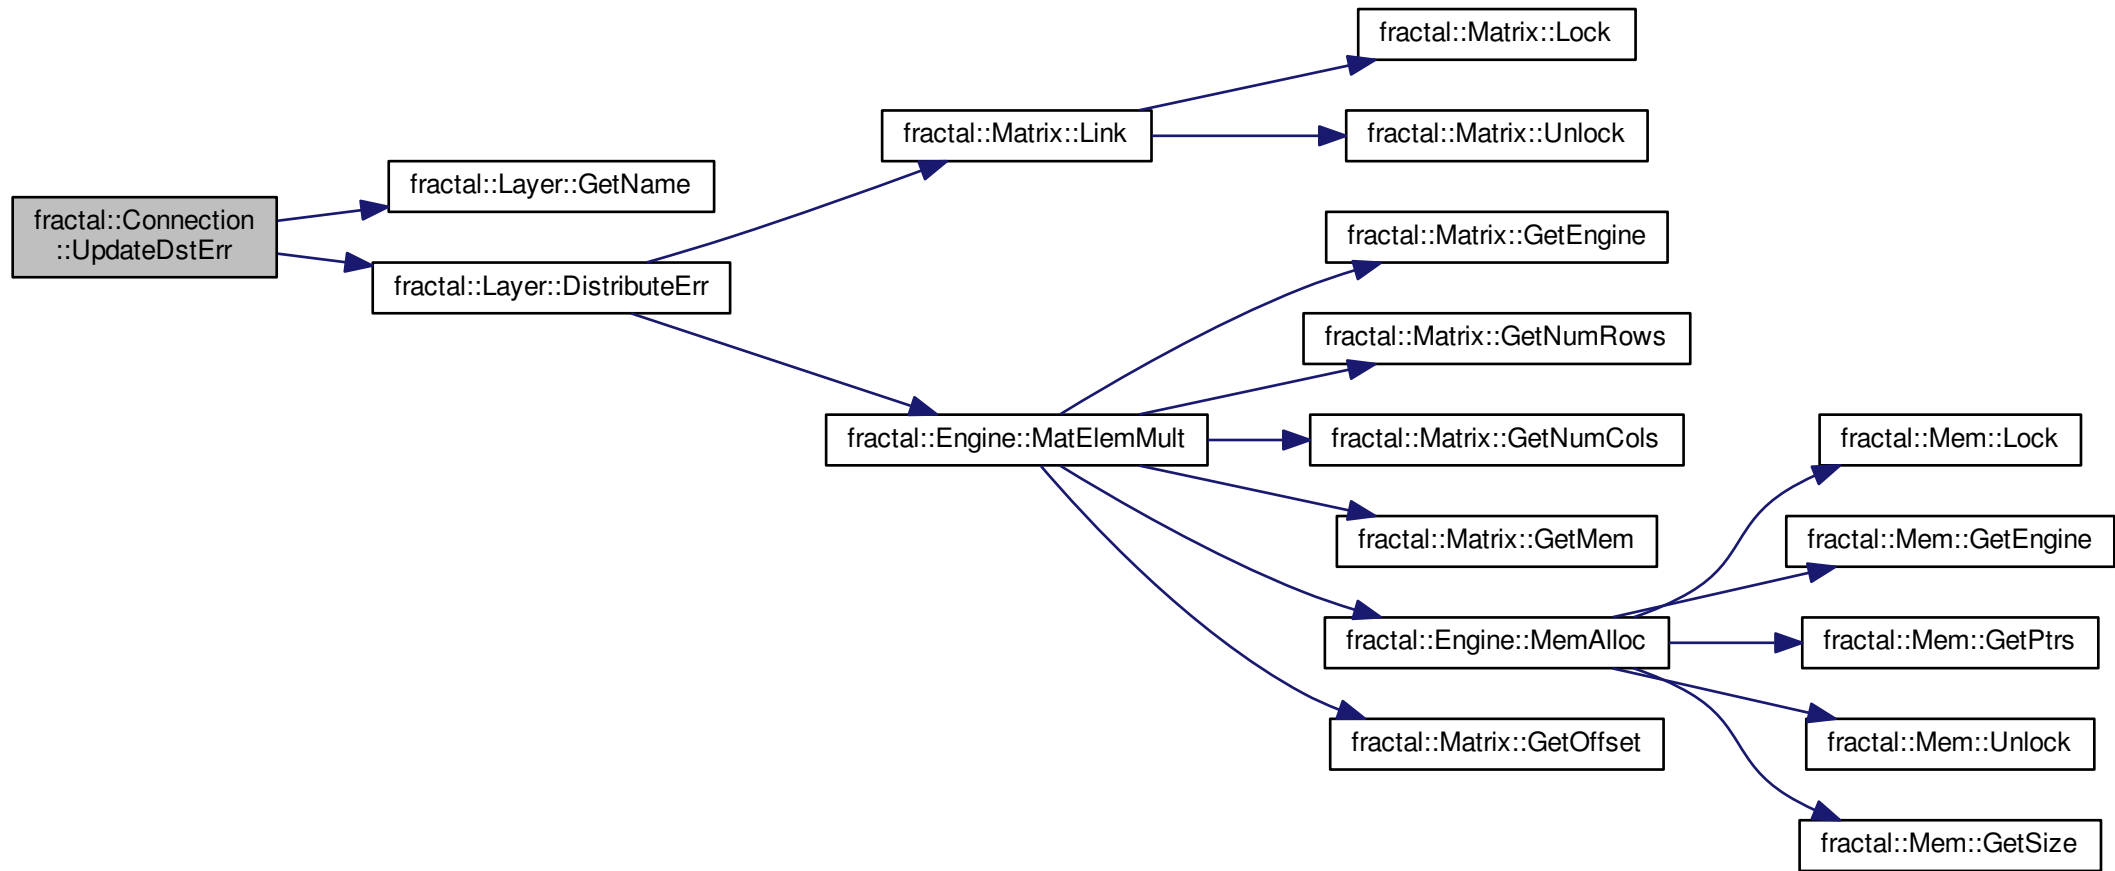 fractal::Connection
::UpdateDstErr
fractal::Layer::GetName
fractal::Layer::DistributeErr
fractal::Matrix::Link
fractal::Engine::MatElemMult
fractal::Matrix::Lock
fractal::Matrix::Unlock
fractal::Matrix::GetEngine
fractal::Matrix::GetNumRows
fractal::Matrix::GetNumCols
fractal::Matrix::GetMem
fractal::Engine::MemAlloc
fractal::Matrix::GetOffset
fractal::Mem::Lock
fractal::Mem::GetEngine
fractal::Mem::GetPtrs
fractal::Mem::Unlock
fractal::Mem::GetSize